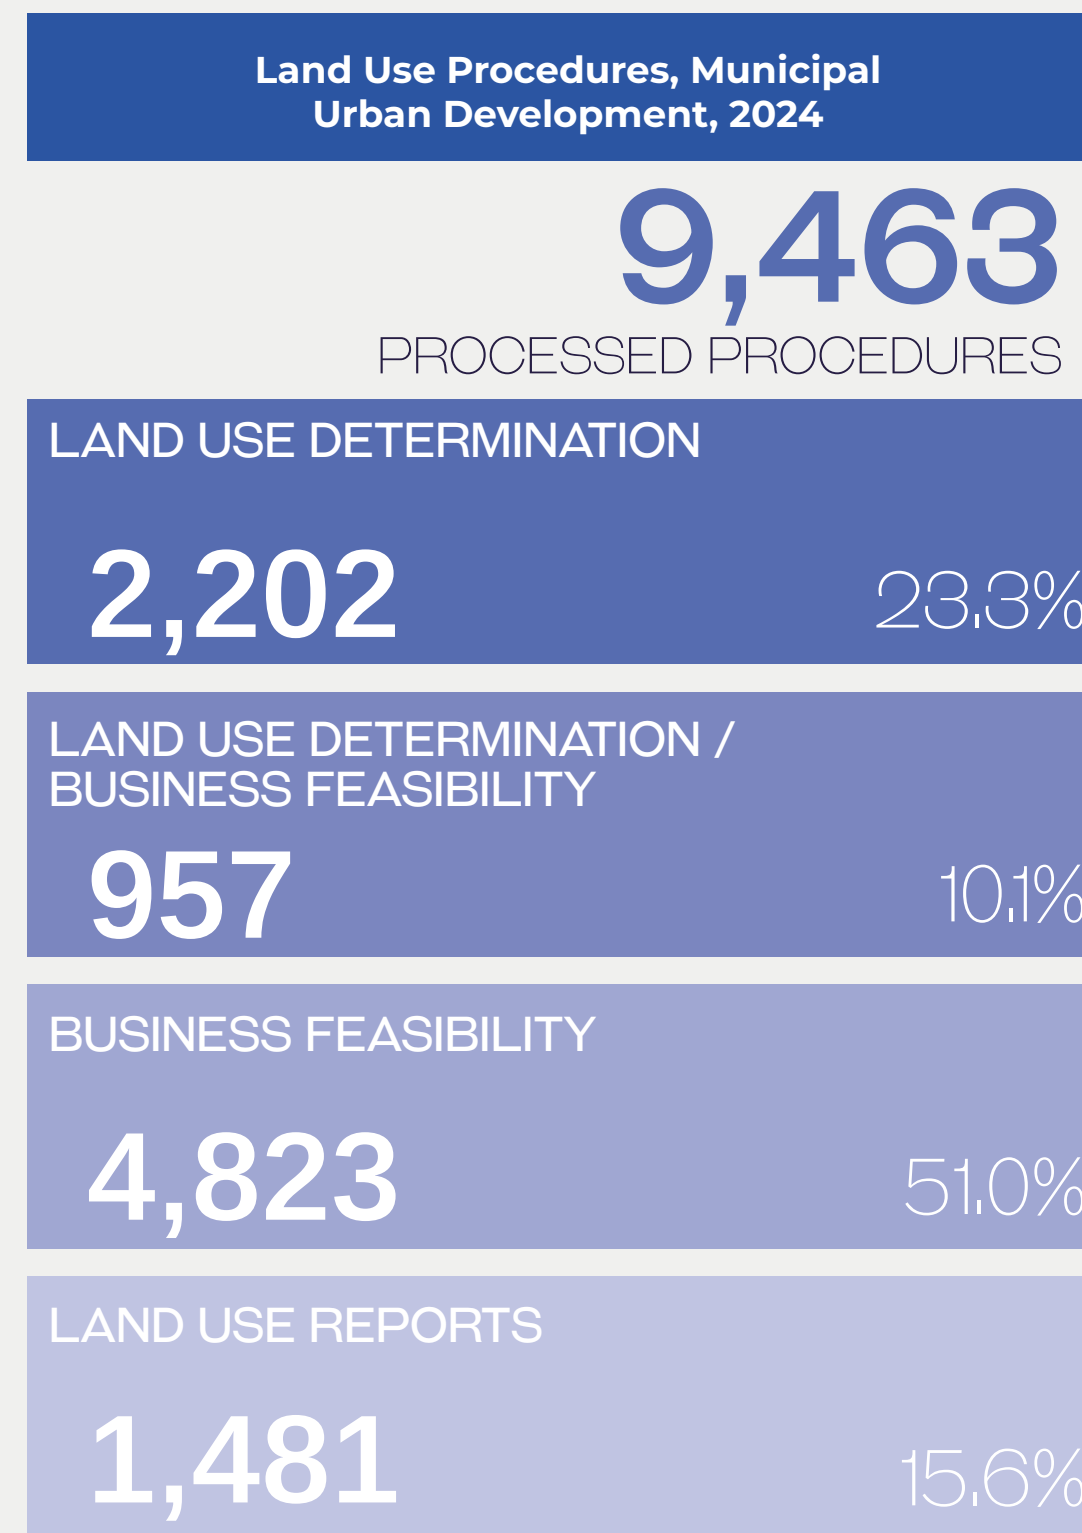 Land Use Procedures, Municipal
Urban Development, 2024
9,463
PROCESSED PROCEDURES
LAND USE DETERMINATION
2,202
23.3%
LAND USE DETERMINATION /
BUSINESS FEASIBILITY
957
10.1%
BUSINESS FEASIBILITY
4,823
51.0%
LAND USE REPORTS
1,481
15.6%